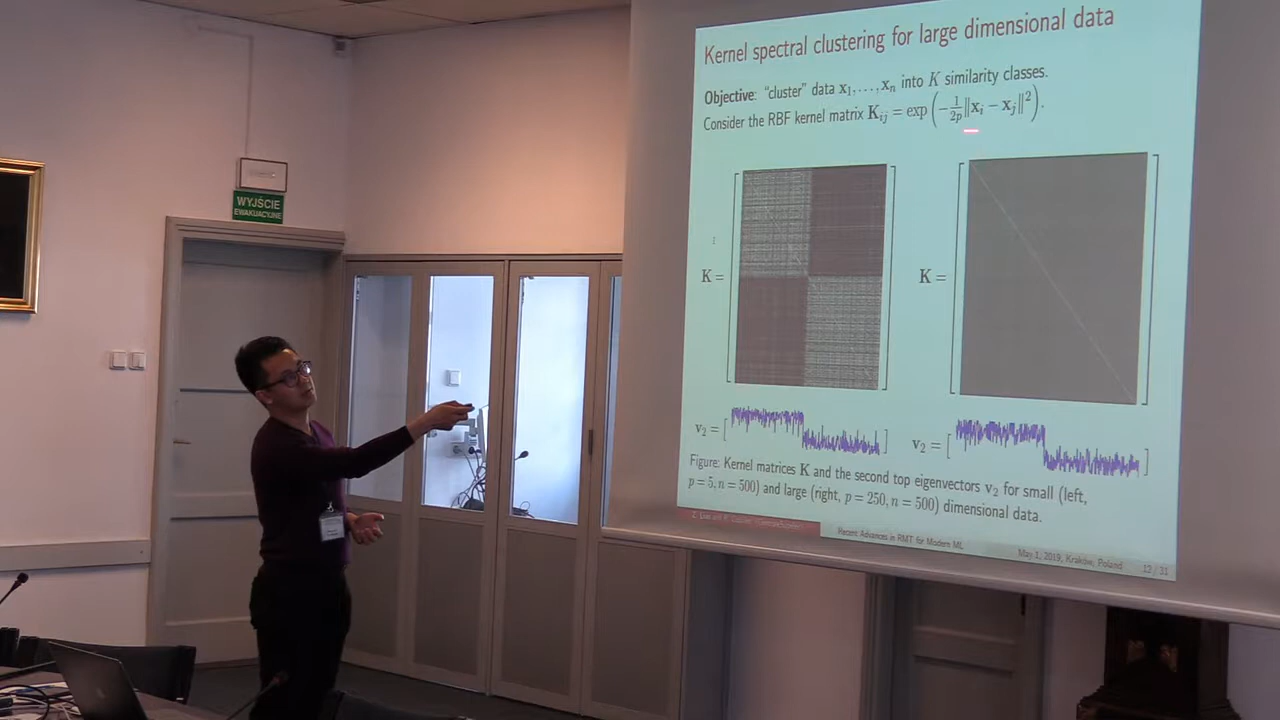 Kernel spectral clustering for large dimensional data
Objective: "cluster" data x₁, . . . , xₙ into K similarity classes.
Consider the RBF kernel matrix Kᵢⱼ = exp(−1/2p ‖xᵢ − xⱼ‖²).
WYJŚCIE
EWAKUACYJNE
K =
K =
v₂ = [ ]
v₂ = [ ]
Figure: Kernel matrices K and the second top eigenvectors v₂ for small (left,
p = 5, n = 500) and large (right, p = 250, n = 500) dimensional data.
Recent Advances in RMT for Modern ML
May 1, 2019, Kraków, Poland
12 / 31